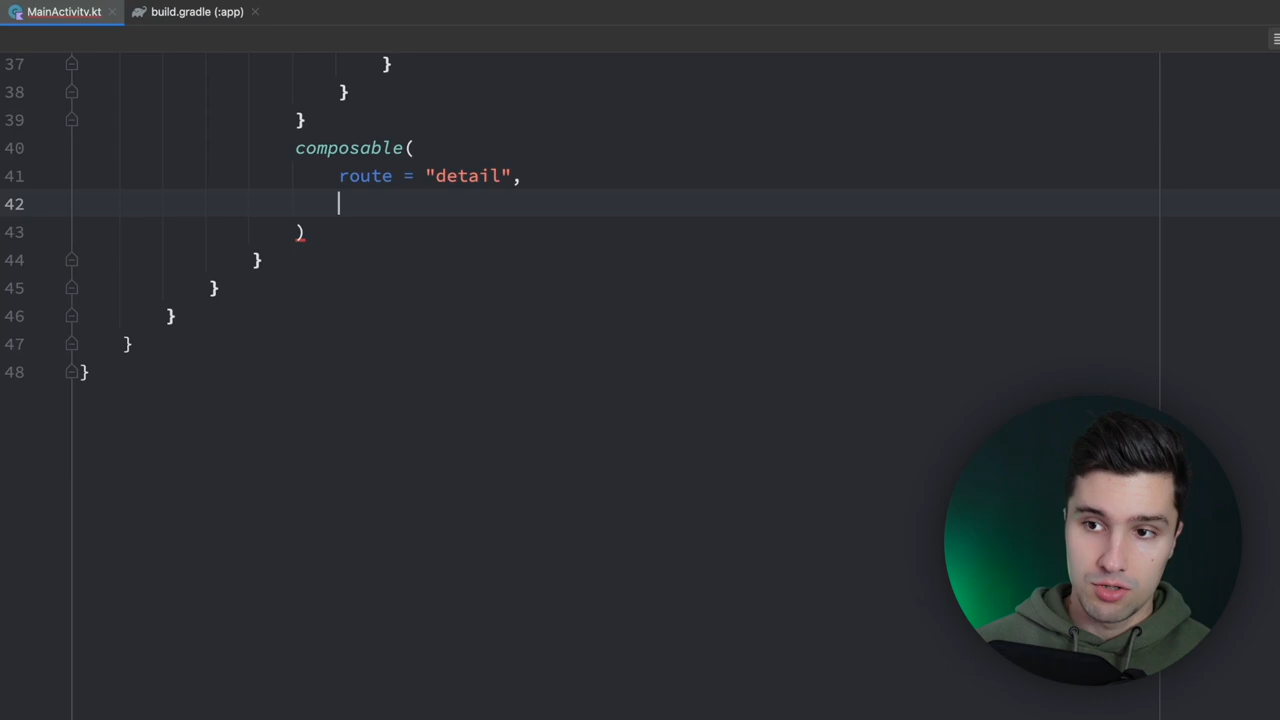 MainActivity.kt
build.gradle (:app)
37 }
38 }
39 }
40 composable(
41 route = "detail",
42
43 )
44 }
45 }
46 }
47 }
48 }